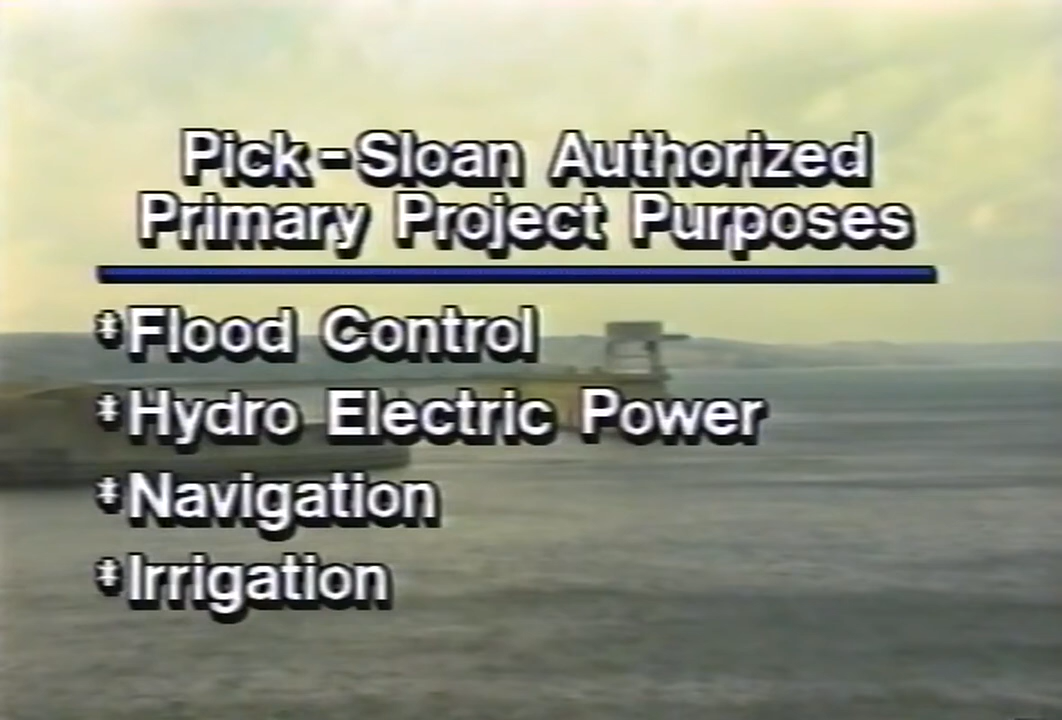 Pick-Sloan Authorized
Primary Project Purposes
*Flood Control
*Hydro Electric Power
*Navigation
*Irrigation